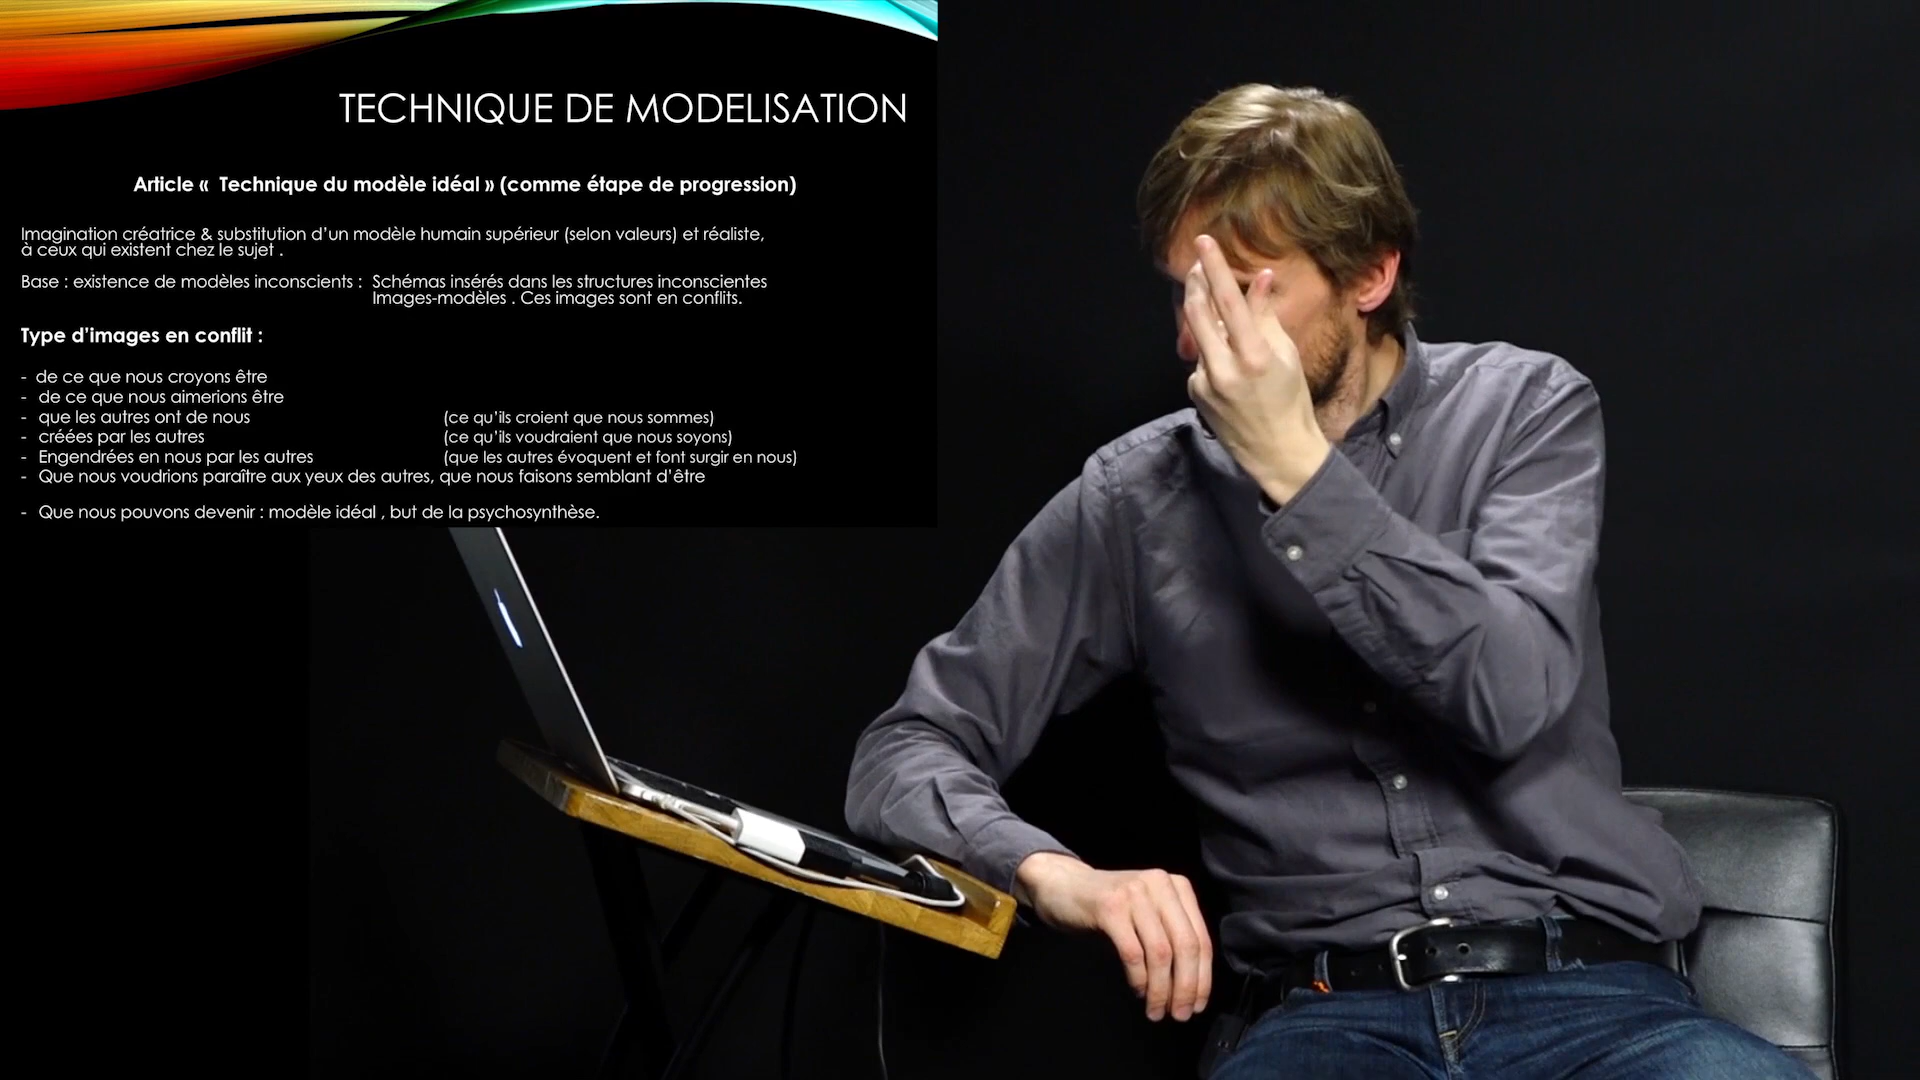 TECHNIQUE DE MODELISATION
Article «  Technique du modèle idéal » (comme étape de progression)
Imagination créatrice & substitution d’un modèle humain supérieur (selon valeurs) et réaliste,
à ceux qui existent chez le sujet .
Base : existence de modèles inconscients :  Schémas insérés dans les structures inconscientes
Images-modèles . Ces images sont en conflits.
Type d’images en conflit :
- de ce que nous croyons être
- de ce que nous aimerions être
- que les autres ont de nous (ce qu’ils croient que nous sommes)
- créées par les autres (ce qu’ils voudraient que nous soyons)
- Engendrées en nous par les autres (que les autres évoquent et font surgir en nous)
- Que nous voudrions paraître aux yeux des autres, que nous faisons semblant d’être
- Que nous pouvons devenir : modèle idéal , but de la psychosynthèse.